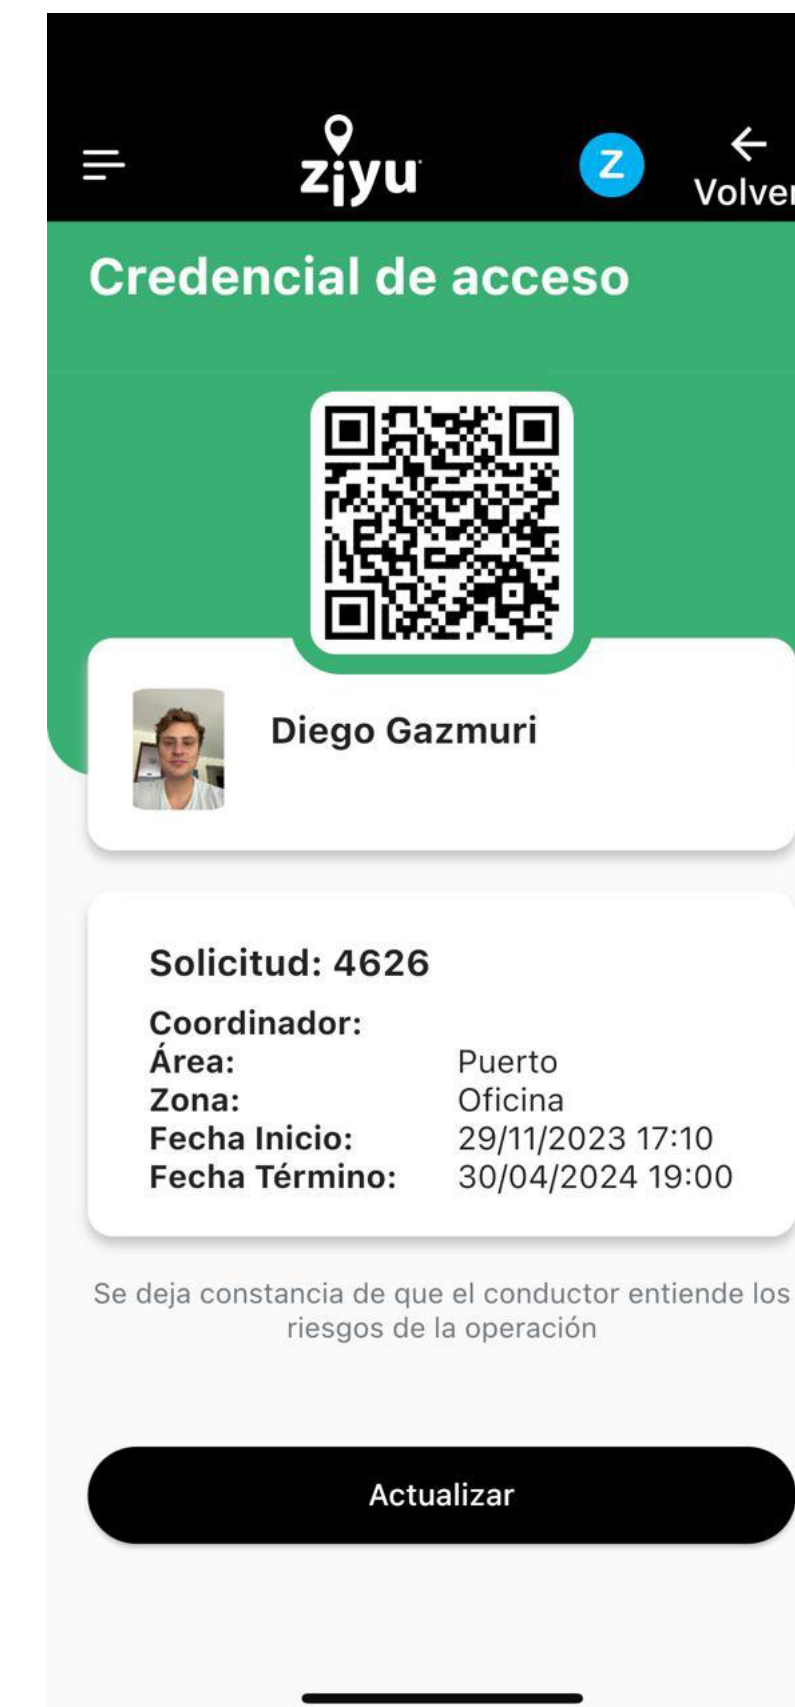 ziyu
Z
Volver
Credencial de acceso
Diego Gazmuri
Solicitud: 4626
Coordinador:
Área: Puerto
Zona: Oficina
Fecha Inicio: 29/11/2023 17:10
Fecha Término: 30/04/2024 19:00
Se deja constancia de que el conductor entiende los
riesgos de la operación
Actualizar